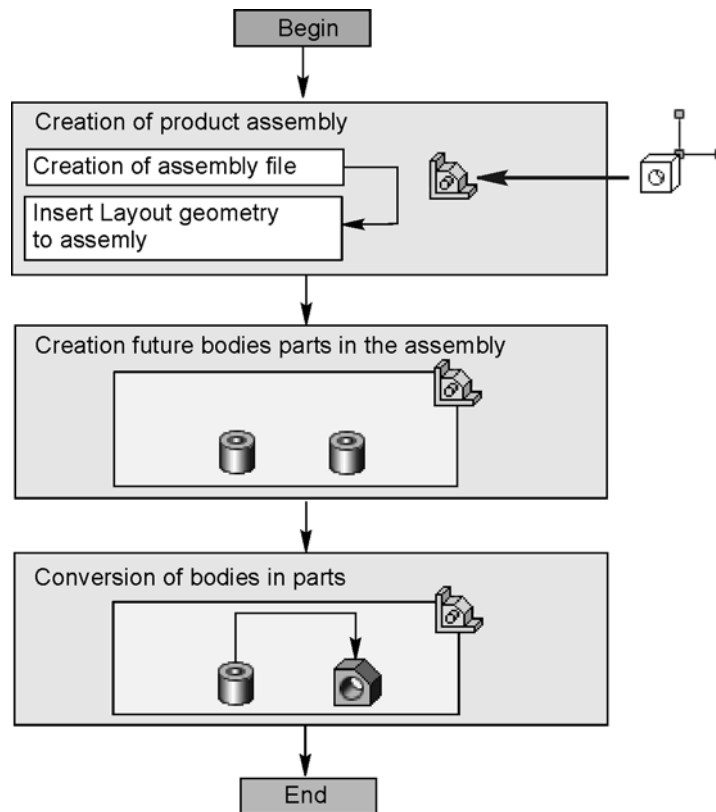 Begin
Creation of product assembly
Creation of assembly file
Insert Layout geometry
to assemly
Creation future bodies parts in the assembly
Conversion of bodies in parts
End